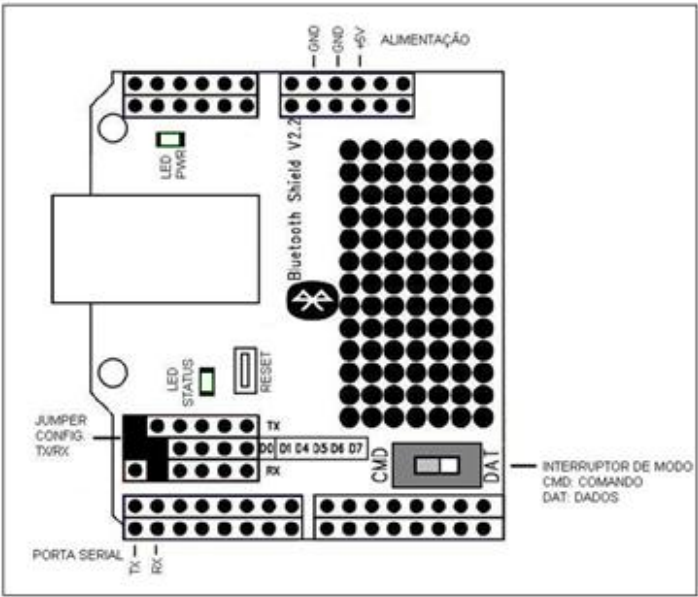 GND
GND
+5V
ALIMENTAÇÃO
LED
PWR
Bluetooth Shield V2.2
LED
STATUS
RESET
JUMPER
CONFIG.
TX/RX
TX
D0 D1 D4 D5 D6 D7
RX
CMD
DAT
INTERRUPTOR DE MODO
CMD: COMANDO
DAT: DADOS
PORTA SERIAL
TX
RX